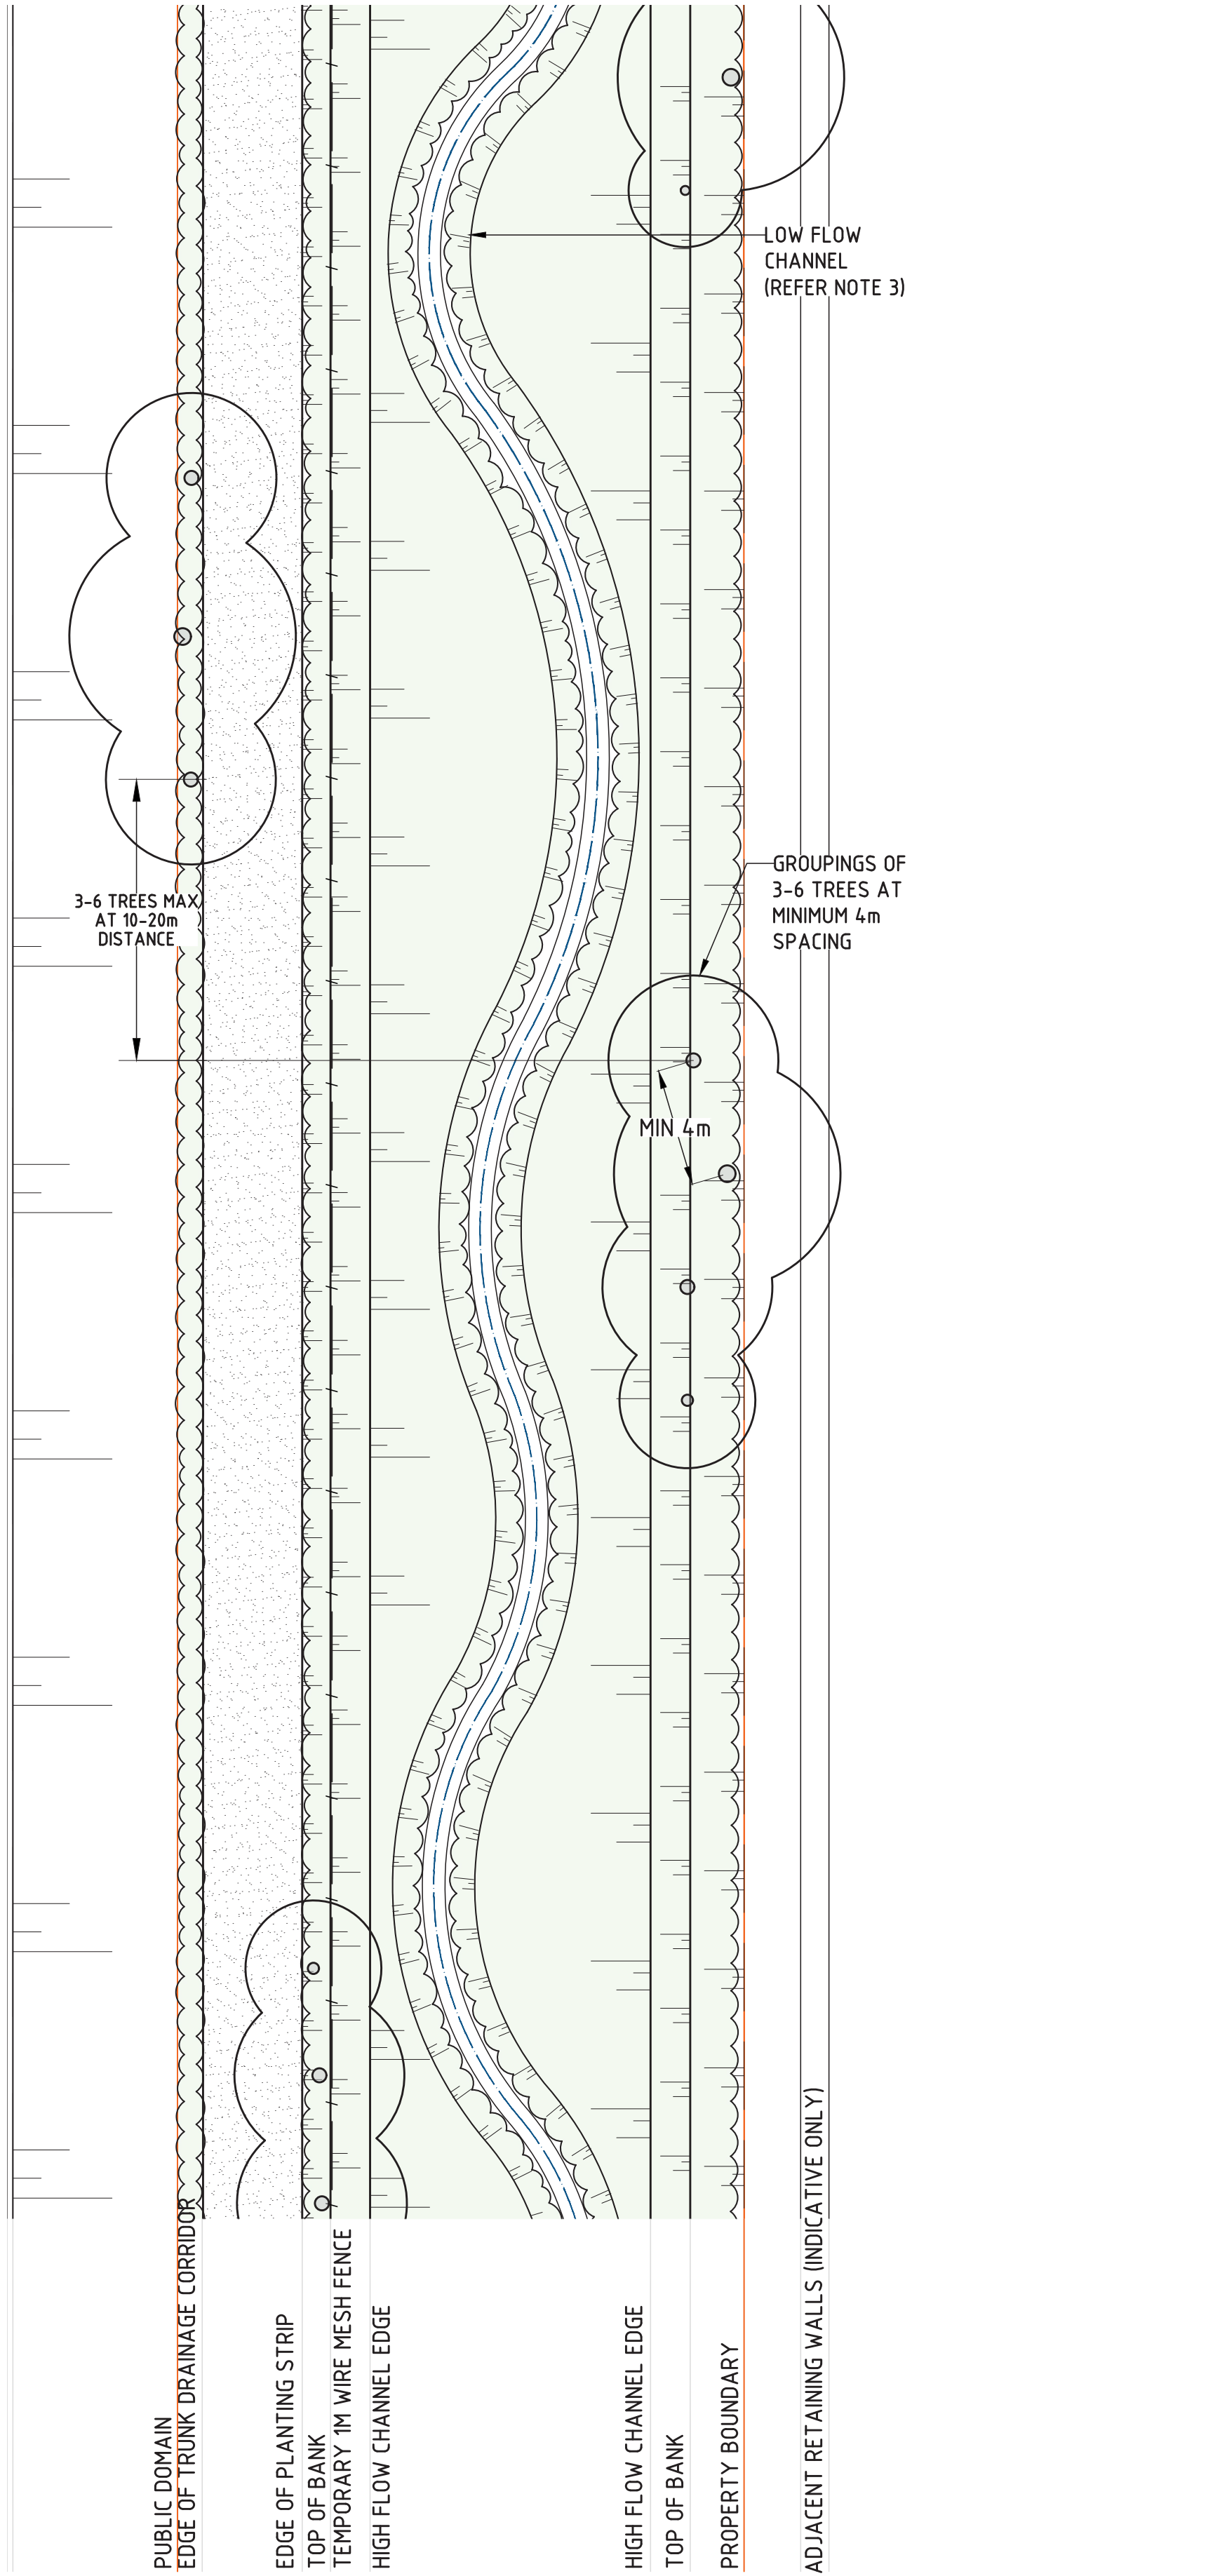 LOW FLOW
CHANNEL
(REFER NOTE 3)
GROUPINGS OF
3-6 TREES AT
MINIMUM 4m
SPACING
3-6 TREES MAX
AT 10-20m
DISTANCE
MIN 4m
PUBLIC DOMAIN
EDGE OF TRUNK DRAINAGE CORRIDOR
EDGE OF PLANTING STRIP
TOP OF BANK
TEMPORARY 1M WIRE MESH FENCE
HIGH FLOW CHANNEL EDGE
HIGH FLOW CHANNEL EDGE
TOP OF BANK
PROPERTY BOUNDARY
ADJACENT RETAINING WALLS (INDICATIVE ONLY)